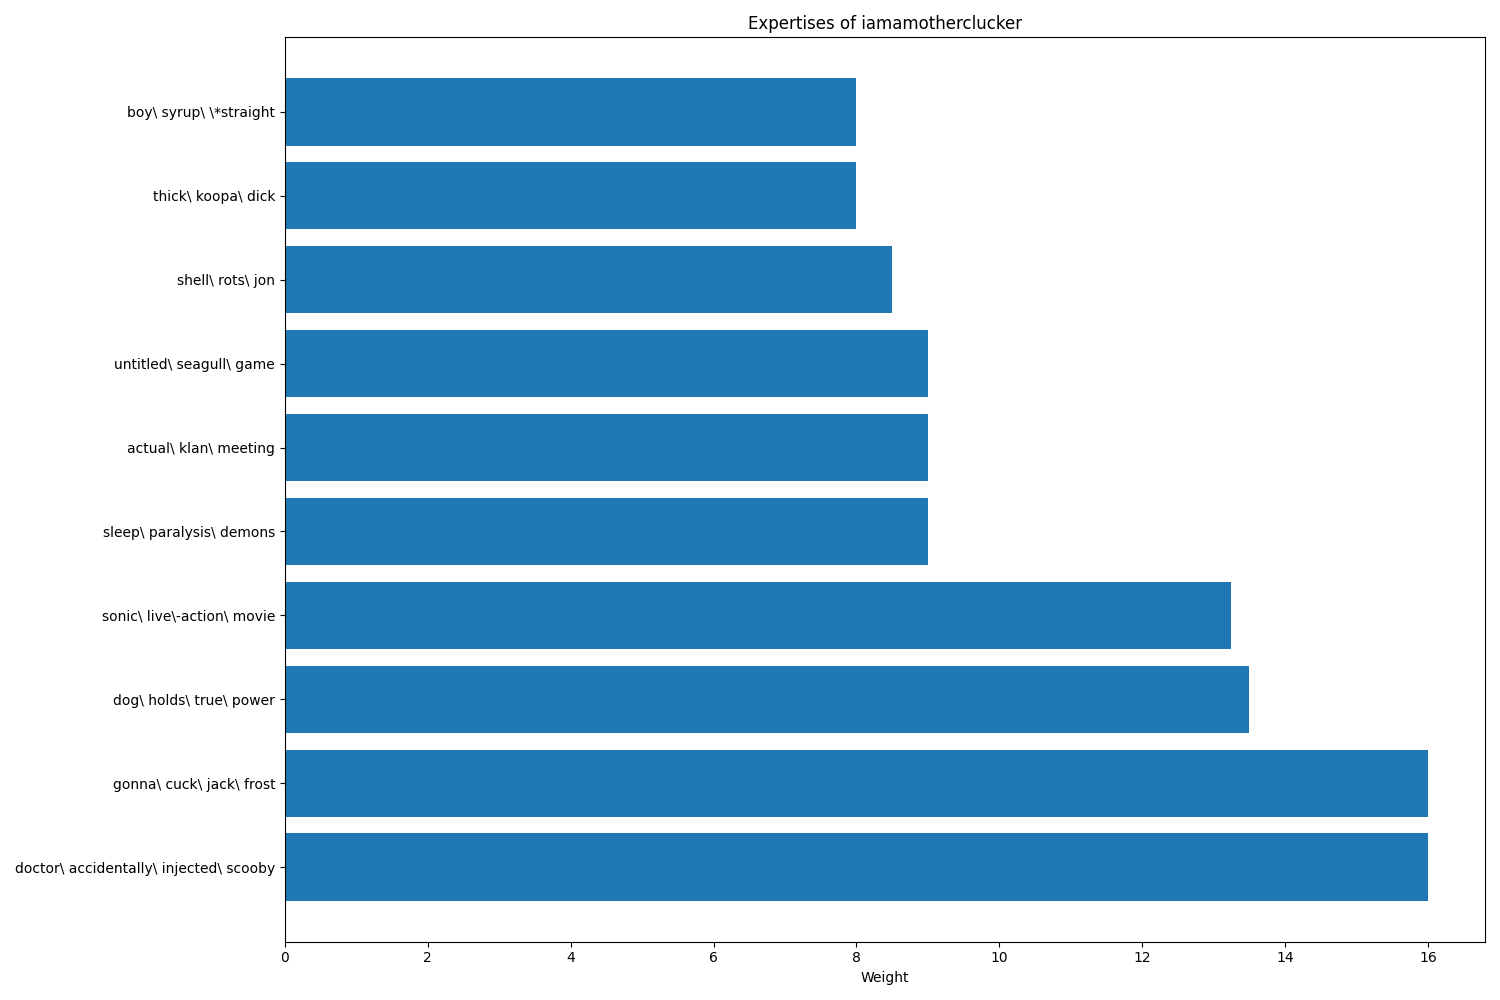 Expertises of iamamotherclucker
boy\ syrup\ \*straight
thick\ koopa\ dick
shell\ rots\ jon
untitled\ seagull\ game
actual\ klan\ meeting
sleep\ paralysis\ demons
sonic\ live\-action\ movie
dog\ holds\ true\ power
gonna\ cuck\ jack\ frost
doctor\ accidentally\ injected\ scooby
0 2 4 6 8 10 12 14 16
Weight